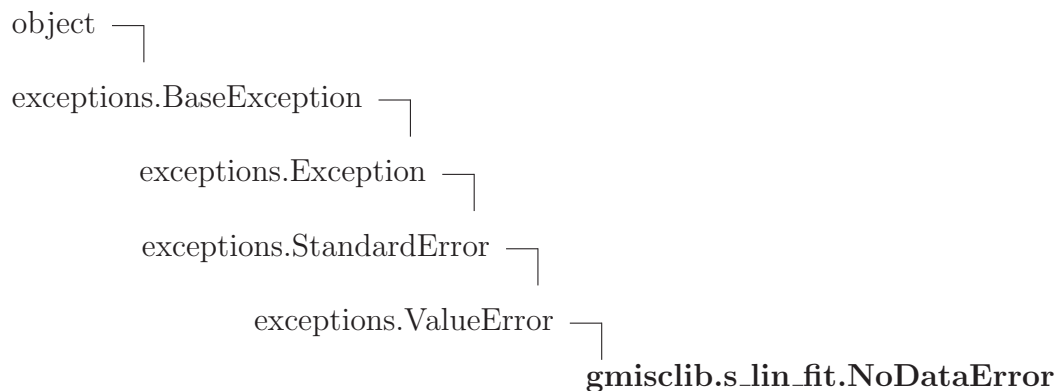 object
exceptions.BaseException
exceptions.Exception
exceptions.StandardError
exceptions.ValueError
gmisclib.s_lin_fit.NoDataError